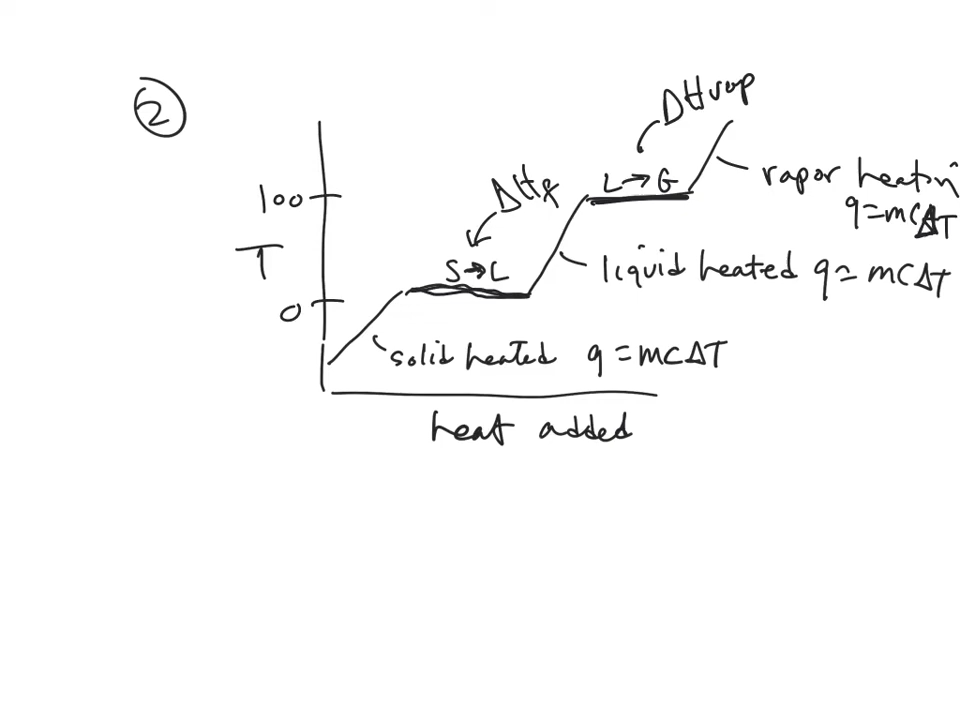 2
ΔHvap
100
L → G
vapor heatin
q = mcΔT
ΔHf
T
S → L
liquid heated q = mcΔT
0
solid heated q = mcΔT
heat added